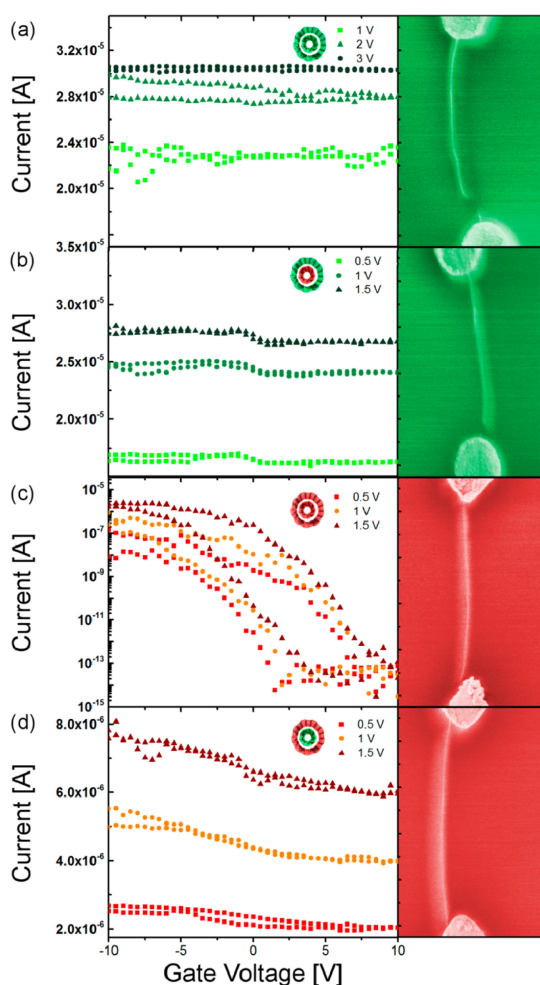 (a)
Current [A]
3.2x10⁻⁵
2.8x10⁻⁵
2.4x10⁻⁵
2.0x10⁻⁵
1 V
2 V
3 V
(b)
Current [A]
3.5x10⁻⁵
3.0x10⁻⁵
2.5x10⁻⁵
2.0x10⁻⁵
0.5 V
1 V
1.5 V
(c)
Current [A]
10⁻⁵
10⁻⁷
10⁻⁹
10⁻¹¹
10⁻¹³
10⁻¹⁵
0.5 V
1 V
1.5 V
(d)
Current [A]
8.0x10⁻⁶
6.0x10⁻⁶
4.0x10⁻⁶
2.0x10⁻⁶
0.5 V
1 V
1.5 V
-10 -5 0 5 10
Gate Voltage [V]